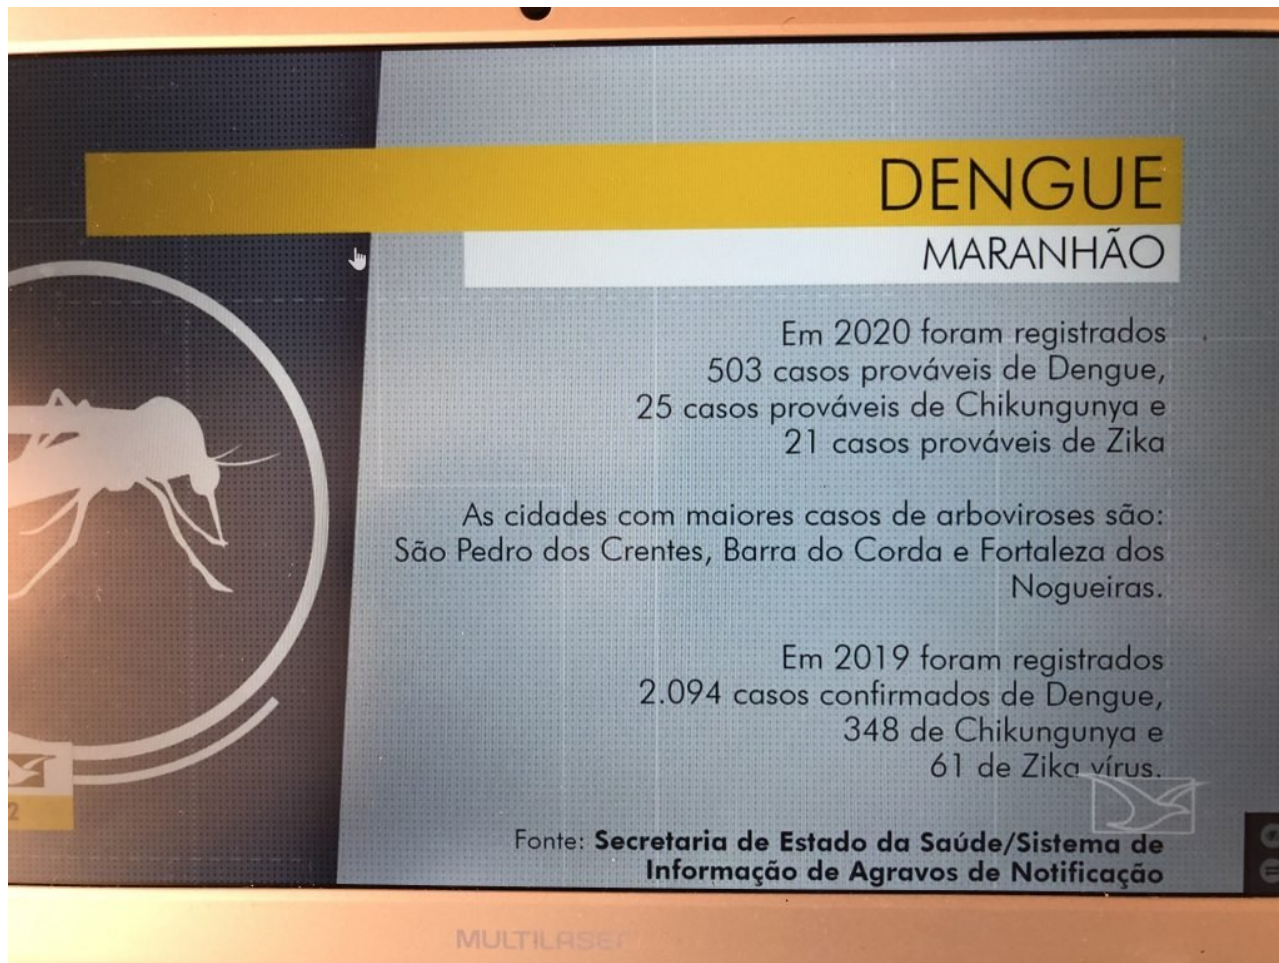 DENGUE
MARANHÃO
Em 2020 foram registrados
503 casos prováveis de Dengue,
25 casos prováveis de Chikungunya e
21 casos prováveis de Zika
As cidades com maiores casos de arboviroses são:
São Pedro dos Crentes, Barra do Corda e Fortaleza dos
Nogueiras.
Em 2019 foram registrados
2.094 casos confirmados de Dengue,
348 de Chikungunya e
61 de Zika vírus.
2
Fonte: Secretaria de Estado da Saúde/Sistema de
Informação de Agravos de Notificação
MULTILASER